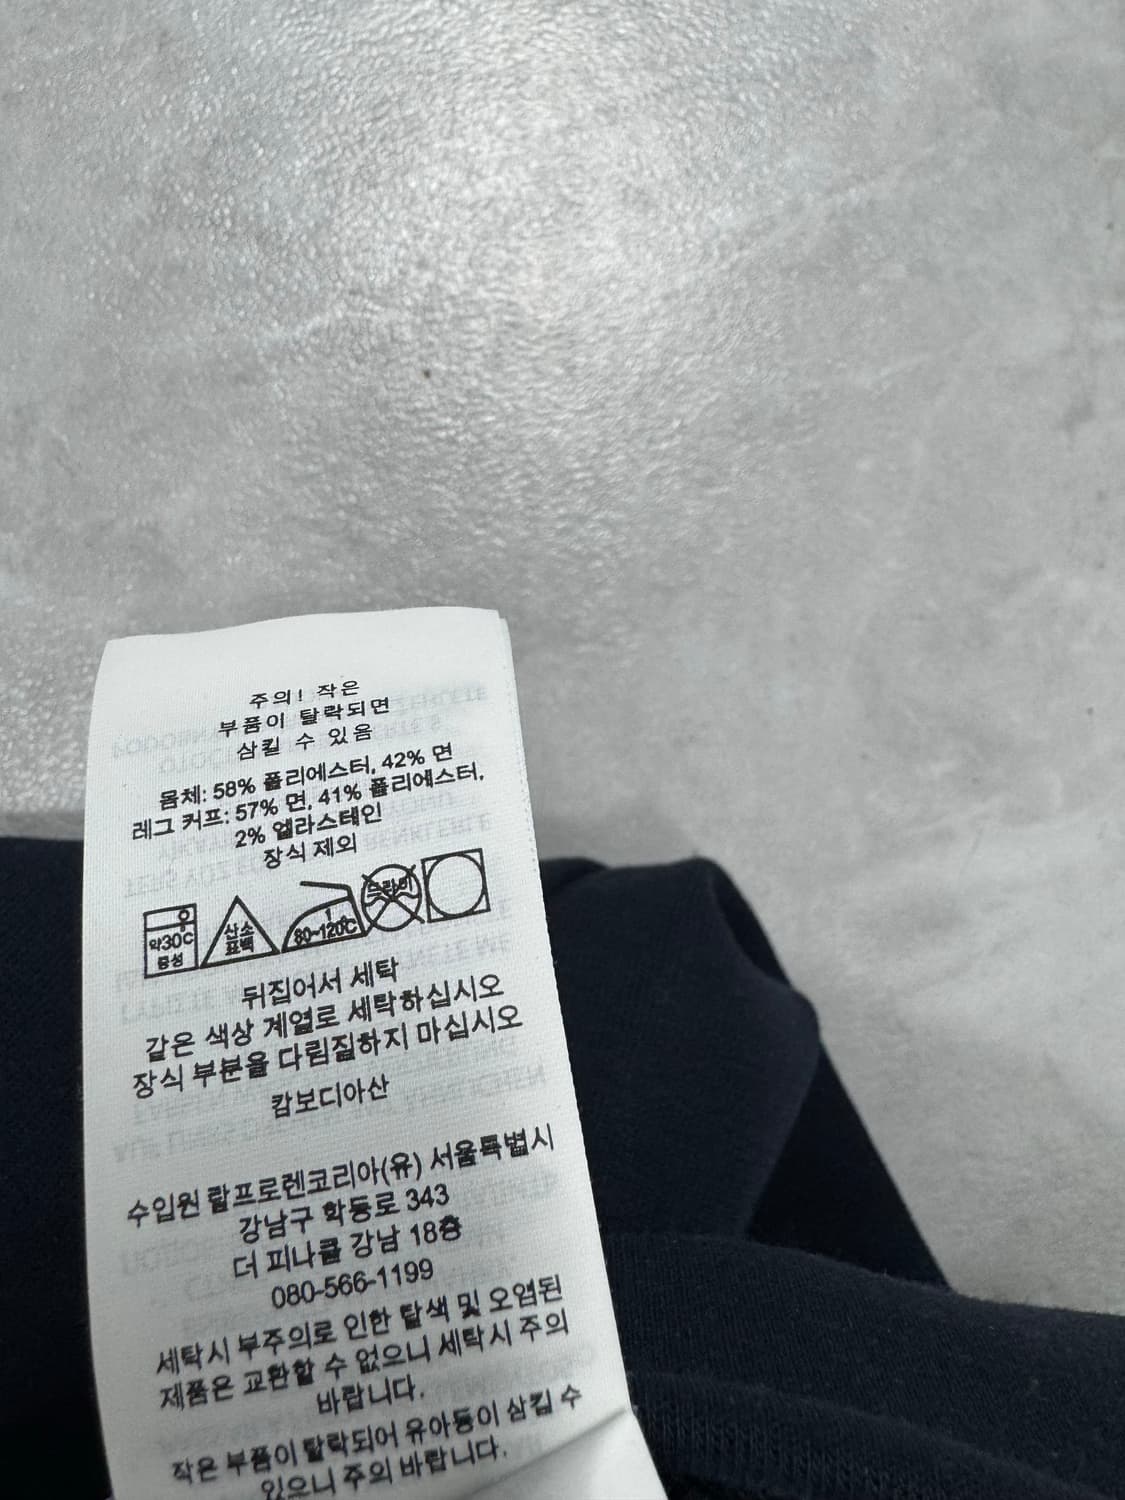 주의! 작은
부품이 탈락되면
삼킬 수 있음
몸체: 58% 폴리에스터, 42% 면
레그 커프: 57% 면, 41% 폴리에스터,
2% 엘라스테인
장식 제외
약30℃
중성
산소
표백
80~120℃
드라이
뒤집어서 세탁
같은 색상 계열로 세탁하십시오
장식 부분을 다림질하지 마십시오
캄보디아산
수입원 랄프로렌코리아(유) 서울특별시
강남구 학동로 343
더 피나클 강남 18층
080-566-1199
세탁시 부주의로 인한 탈색 및 오염된
제품은 교환할 수 없으니 세탁시 주의
바랍니다.
작은 부품이 탈락되어 유아등이 삼킬 수
있으니 주의 바랍니다.